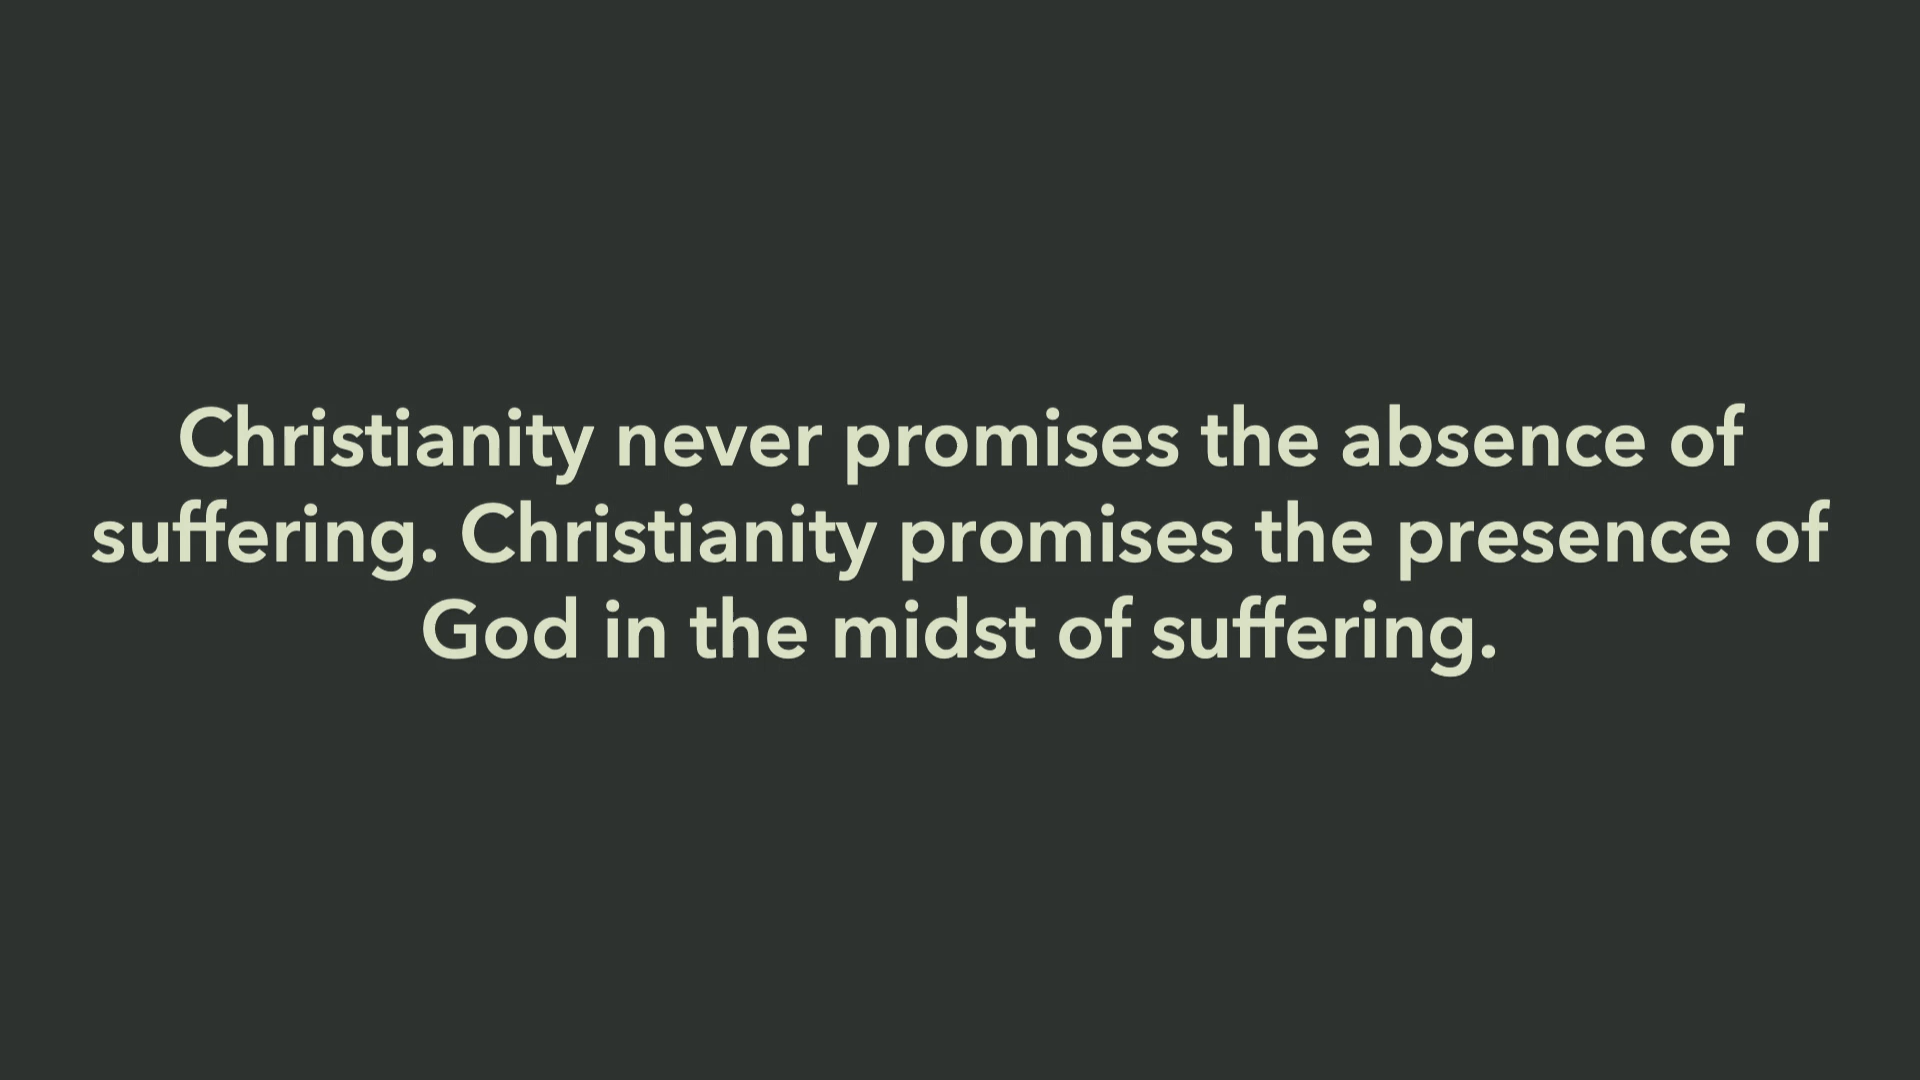 Christianity never promises the absence of
suffering. Christianity promises the presence of
God in the midst of suffering.